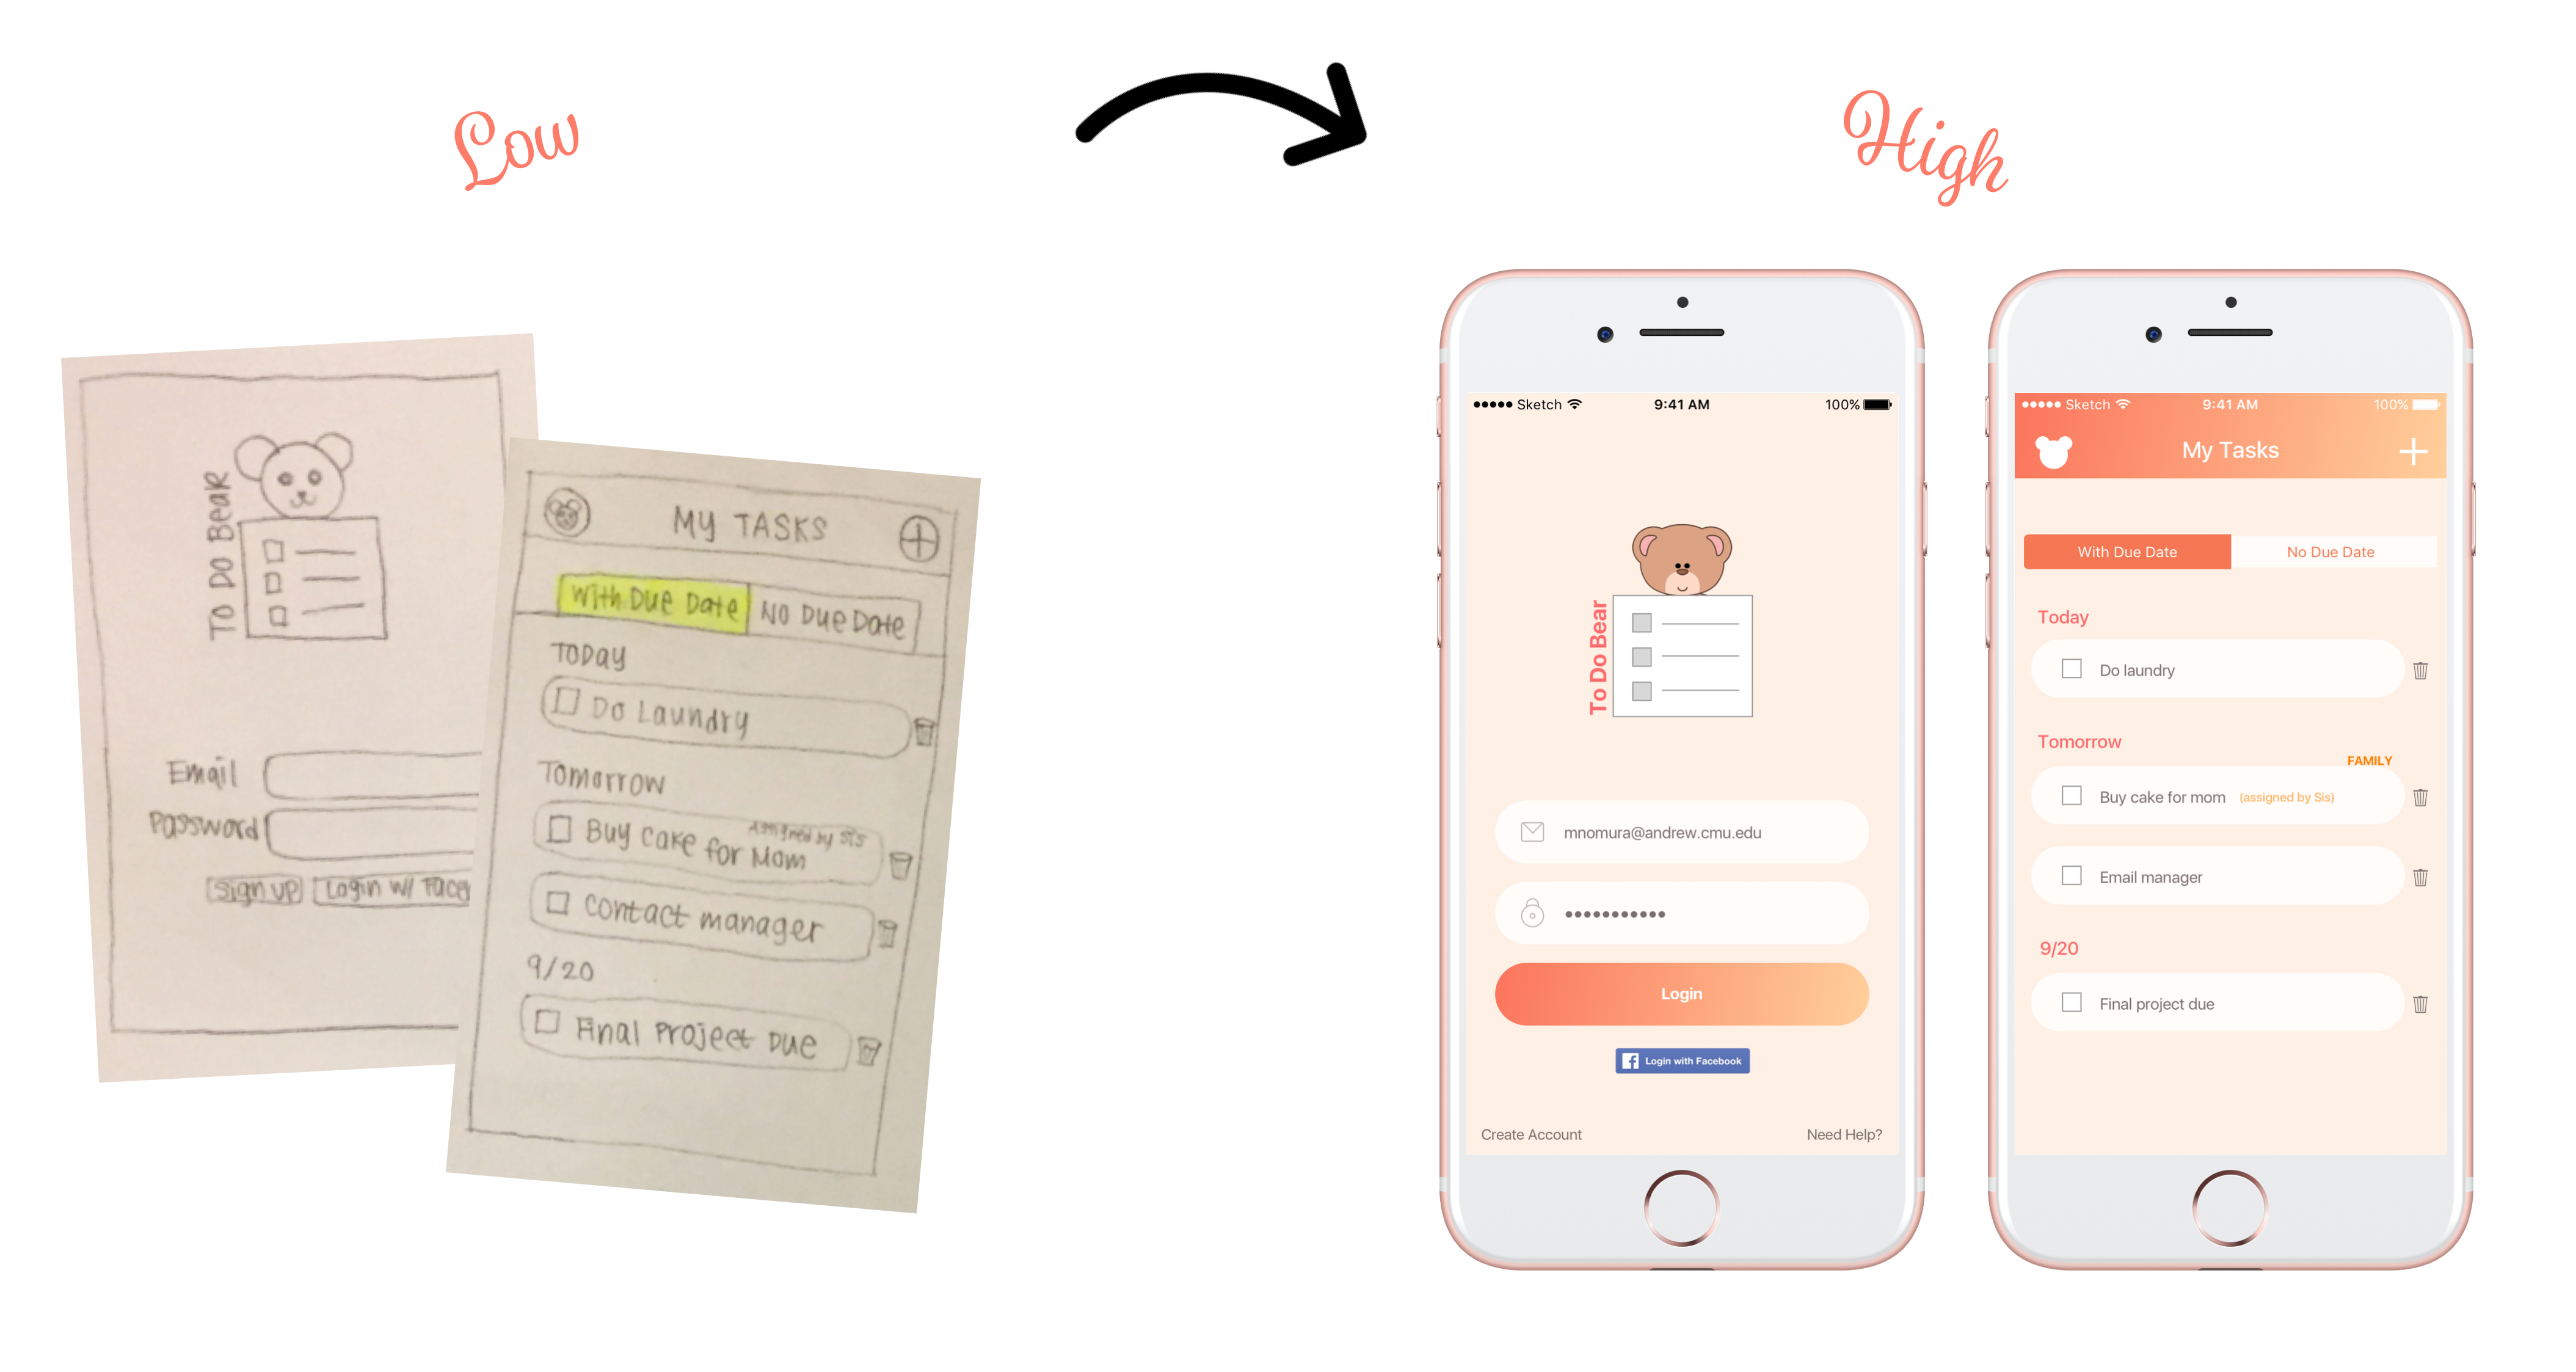 Low
High
TO DO BeaR
Email
Password
Sign up
Login w/ Face
MY TASKS
With Due Date
NO Due Date
TODay
Do Laundry
Tomorrow
Buy cake for Mom
Assigned by Sis
contact manager
9/20
Final Project Due
Sketch
9:41 AM
100%
To Do Bear
mnomura@andrew.cmu.edu
Login
Login with Facebook
Create Account
Need Help?
Sketch
9:41 AM
100%
My Tasks
With Due Date
No Due Date
Today
Do laundry
Tomorrow
FAMILY
Buy cake for mom (assigned by Sis)
Email manager
9/20
Final project due